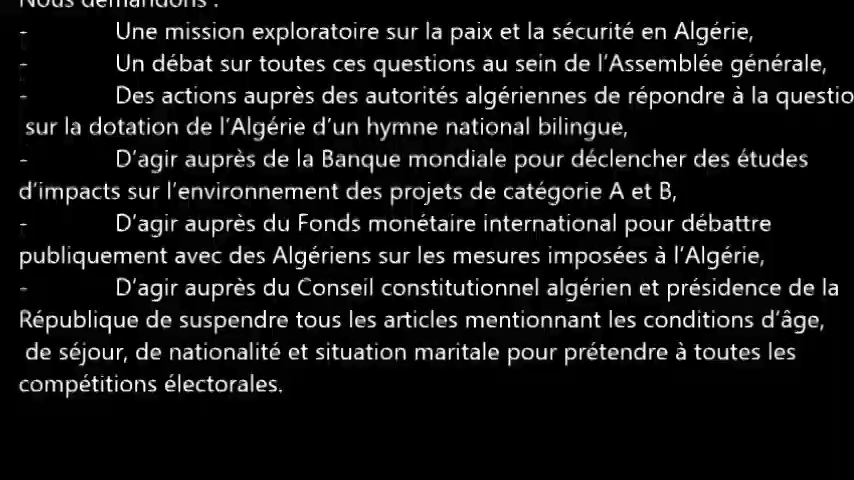 Nous demandons :
- Une mission exploratoire sur la paix et la sécurité en Algérie,
- Un débat sur toutes ces questions au sein de l'Assemblée générale,
- Des actions auprès des autorités algériennes de répondre à la questio
sur la dotation de l'Algérie d'un hymne national bilingue,
- D'agir auprès de la Banque mondiale pour déclencher des études
d'impacts sur l'environnement des projets de catégorie A et B,
- D'agir auprès du Fonds monétaire international pour débattre
publiquement avec des Algériens sur les mesures imposées à l'Algérie,
- D'agir auprès du Conseil constitutionnel algérien et présidence de la
République de suspendre tous les articles mentionnant les conditions d'âge,
de séjour, de nationalité et situation maritale pour prétendre à toutes les
compétitions électorales.